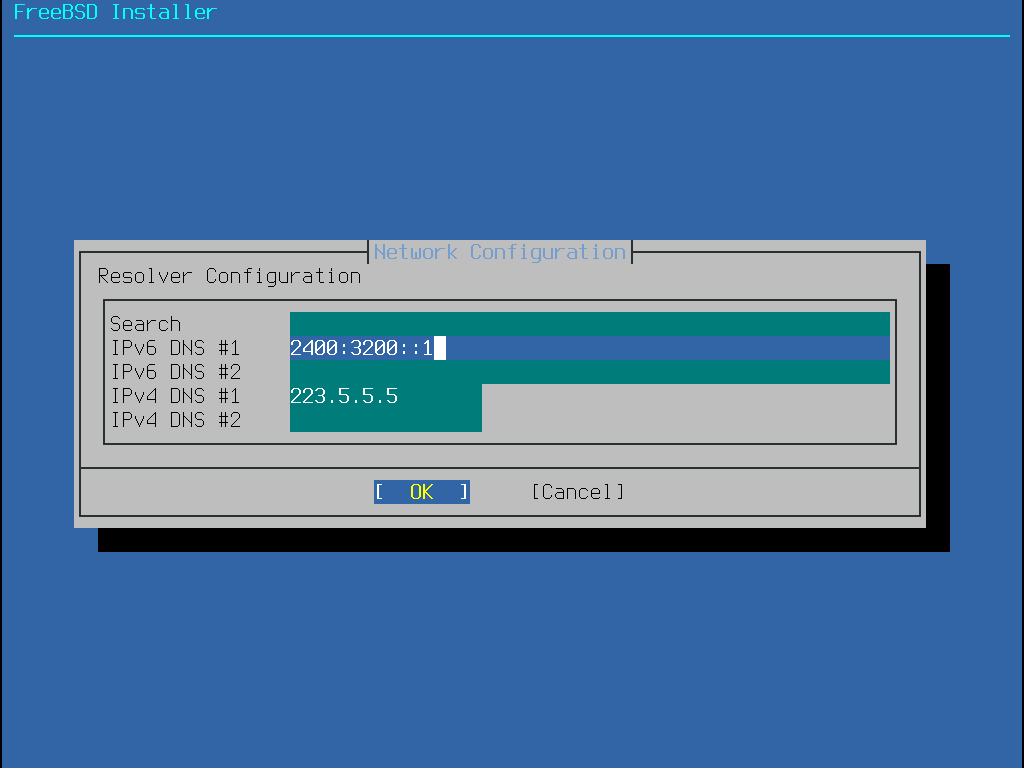 FreeBSD Installer
Network Configuration
Resolver Configuration
Search
IPv6 DNS #1 2400:3200::1
IPv6 DNS #2
IPv4 DNS #1 223.5.5.5
IPv4 DNS #2
[ OK ] [Cancel]